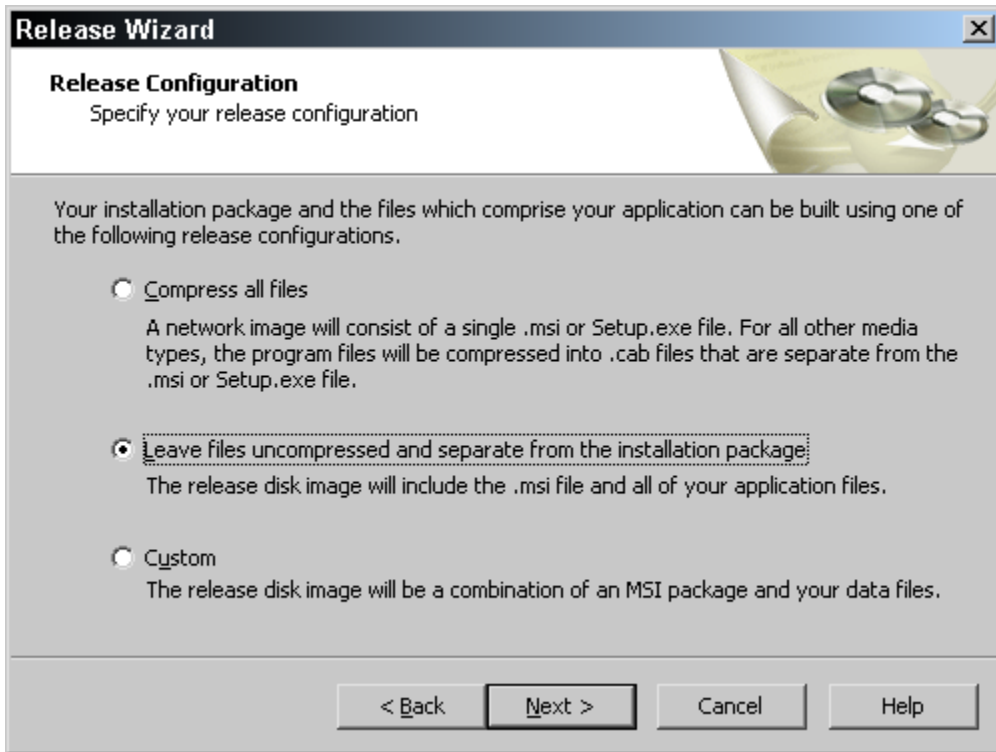 Release Wizard
Release Configuration
Specify your release configuration
Your installation package and the files which comprise your application can be built using one of
the following release configurations.
Compress all files
A network image will consist of a single .msi or Setup.exe file. For all other media
types, the program files will be compressed into .cab files that are separate from the
.msi or Setup.exe file.
Leave files uncompressed and separate from the installation package
The release disk image will include the .msi file and all of your application files.
Custom
The release disk image will be a combination of an MSI package and your data files.
< Back Next > Cancel Help